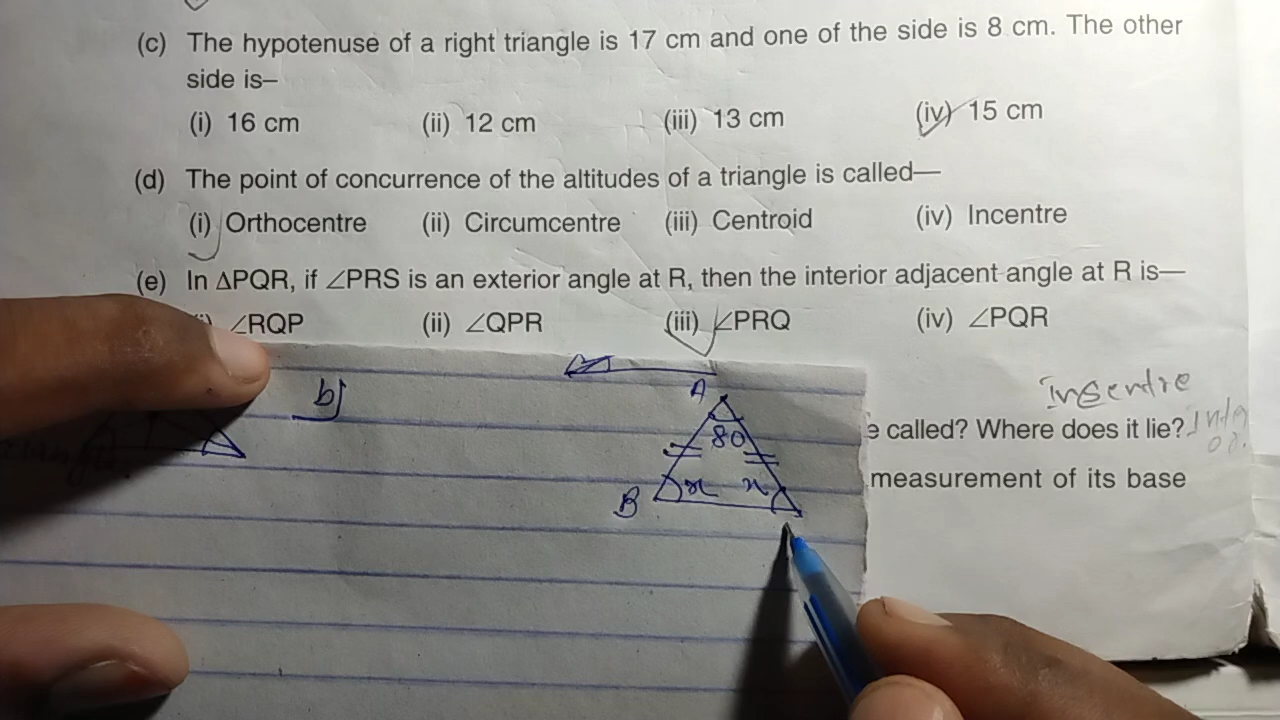 (c) The hypotenuse of a right triangle is 17 cm and one of the side is 8 cm. The other
side is–
(i) 16 cm (ii) 12 cm (iii) 13 cm (iv) 15 cm
(d) The point of concurrence of the altitudes of a triangle is called—
(i) Orthocentre (ii) Circumcentre (iii) Centroid (iv) Incentre
(e) In ΔPQR, if ∠PRS is an exterior angle at R, then the interior adjacent angle at R is—
∠RQP (ii) ∠QPR (iii) ∠PRQ (iv) ∠PQR
b)
A
insentre
80
called? Where does it lie?
B x x
measurement of its base